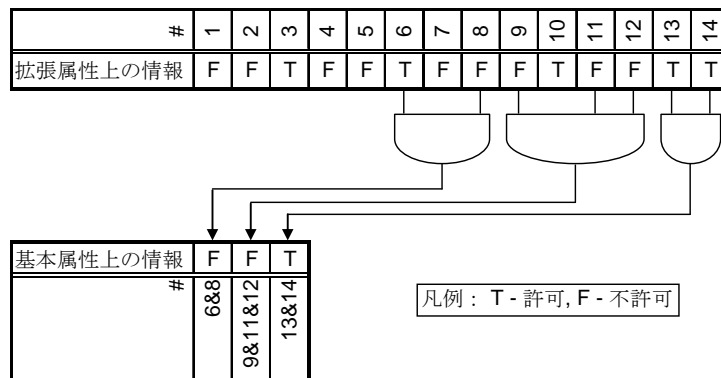 # 1 2 3 4 5 6 7 8 9 10 11 12 13 14
拡張属性上の情報 F F T F F T F F F T F F T T
基本属性上の情報 F F T
# 6&8 9&11&12 13&14
凡例： T - 許可, F - 不許可